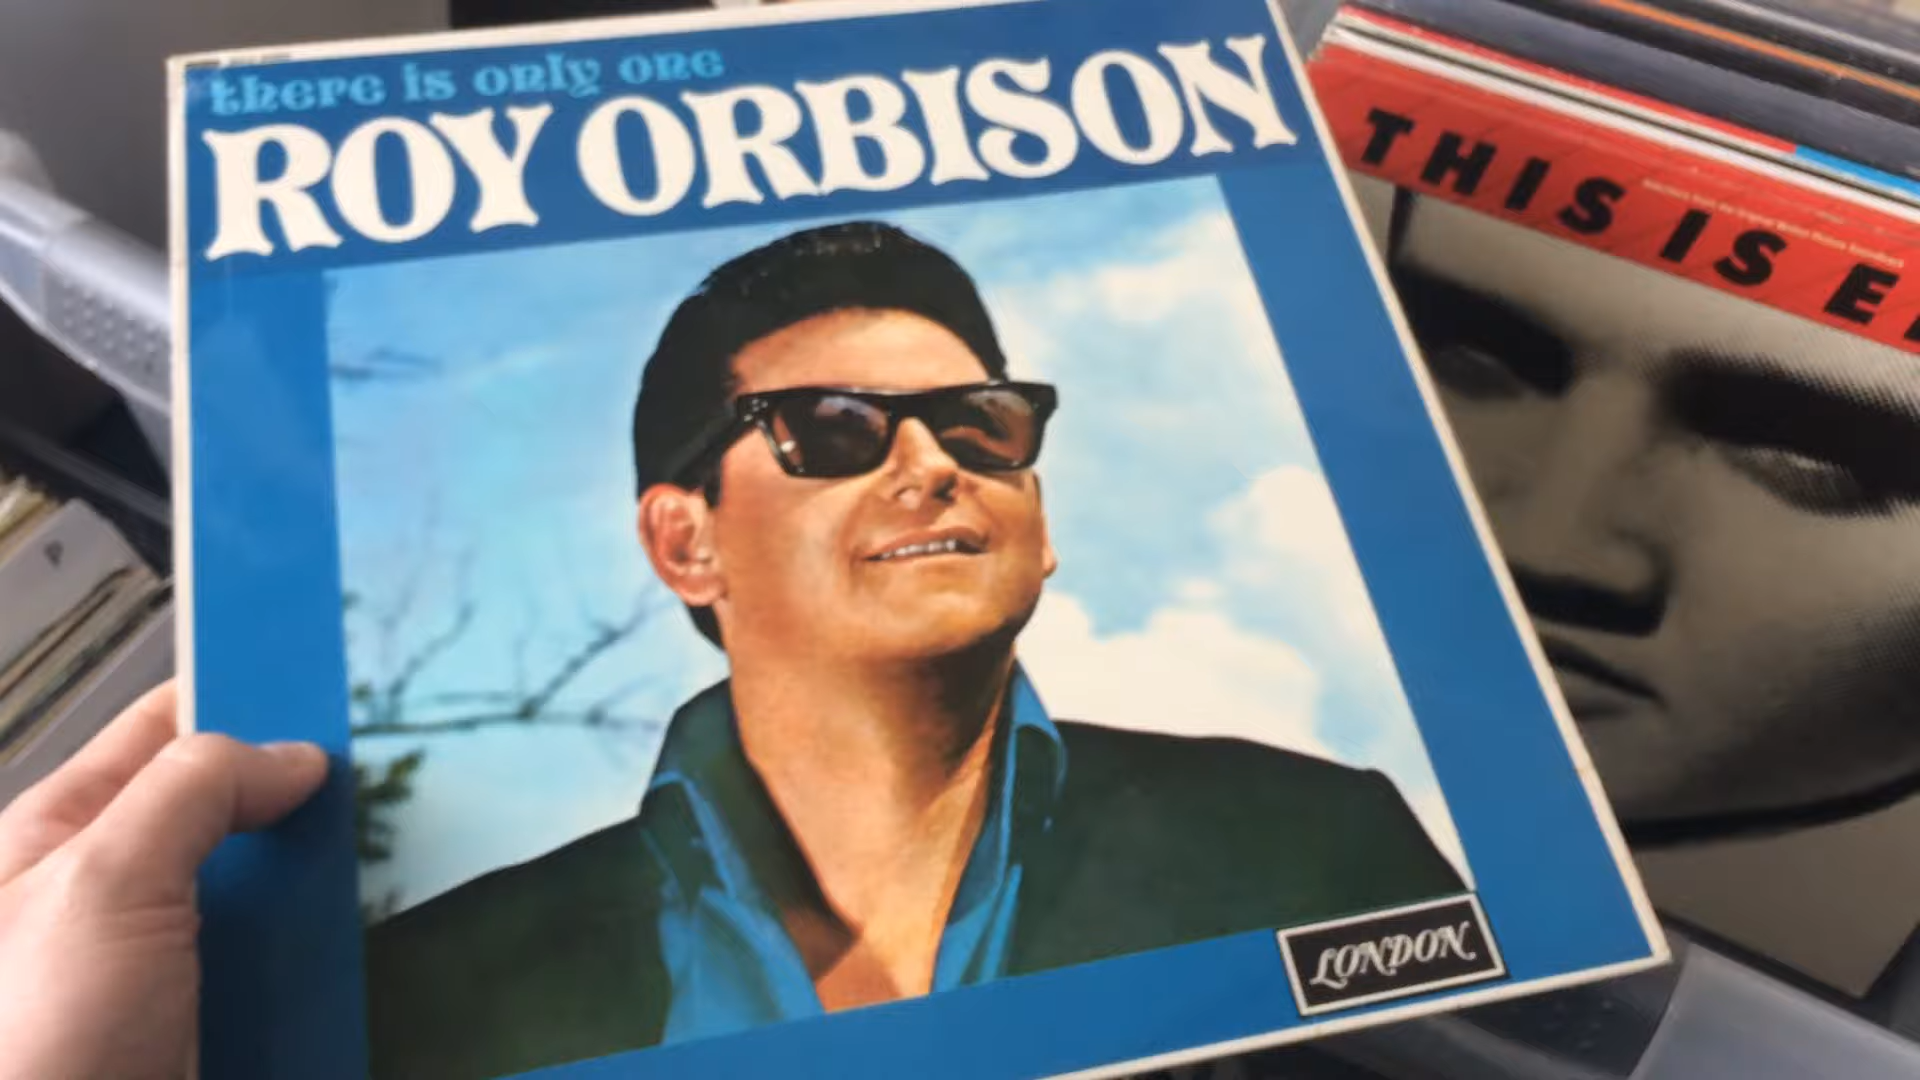 there is only one
ROY ORBISON
LONDON
THIS IS E
P